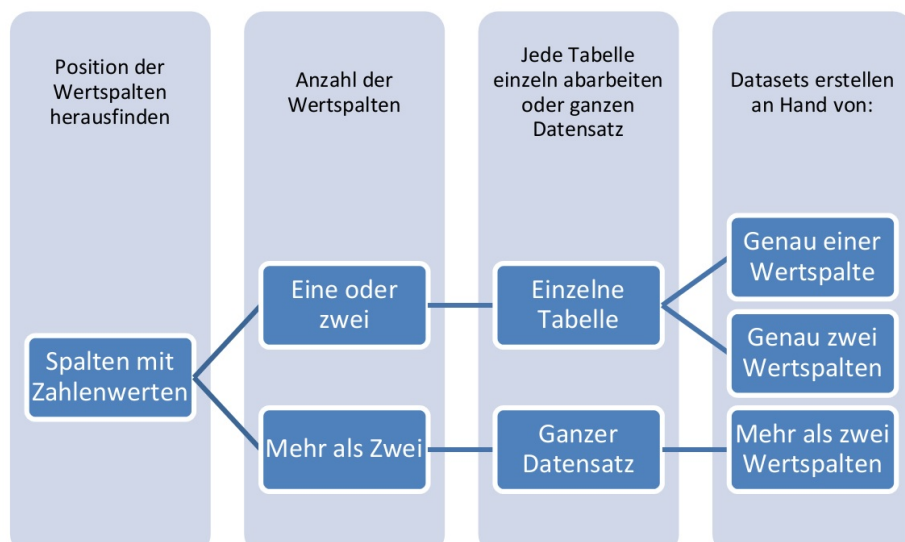 Position der
Wertspalten
herausfinden
Anzahl der
Wertspalten
Jede Tabelle
einzeln abarbeiten
oder ganzen
Datensatz
Datasets erstellen
an Hand von:
Spalten mit
Zahlenwerten
Eine oder
zwei
Mehr als Zwei
Einzelne
Tabelle
Ganzer
Datensatz
Genau einer
Wertspalte
Genau zwei
Wertspalten
Mehr als zwei
Wertspalten